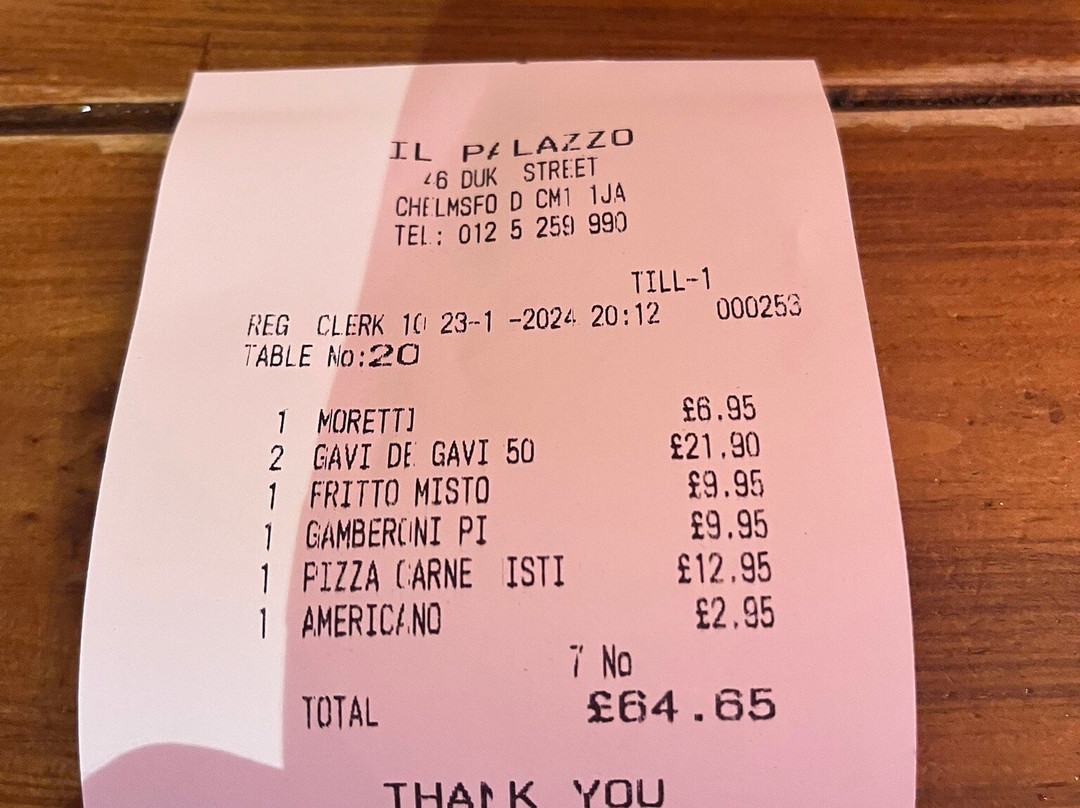 IL PALAZZO
46 DUK STREET
CHELMSFO D CM1 1JA
TEL: 012 5 259 990
TILL-1
REG CLERK 10 23-1 -2024 20:12 000253
TABLE No:20
1 MORETTI £6.95
2 GAVI DE GAVI 50 £21.90
1 FRITTO MISTO £9.95
1 GAMBERONI PI £9.95
1 PIZZA CARNE ISTI £12.95
1 AMERICANO £2.95
7 No
TOTAL £64.65
THANK YOU